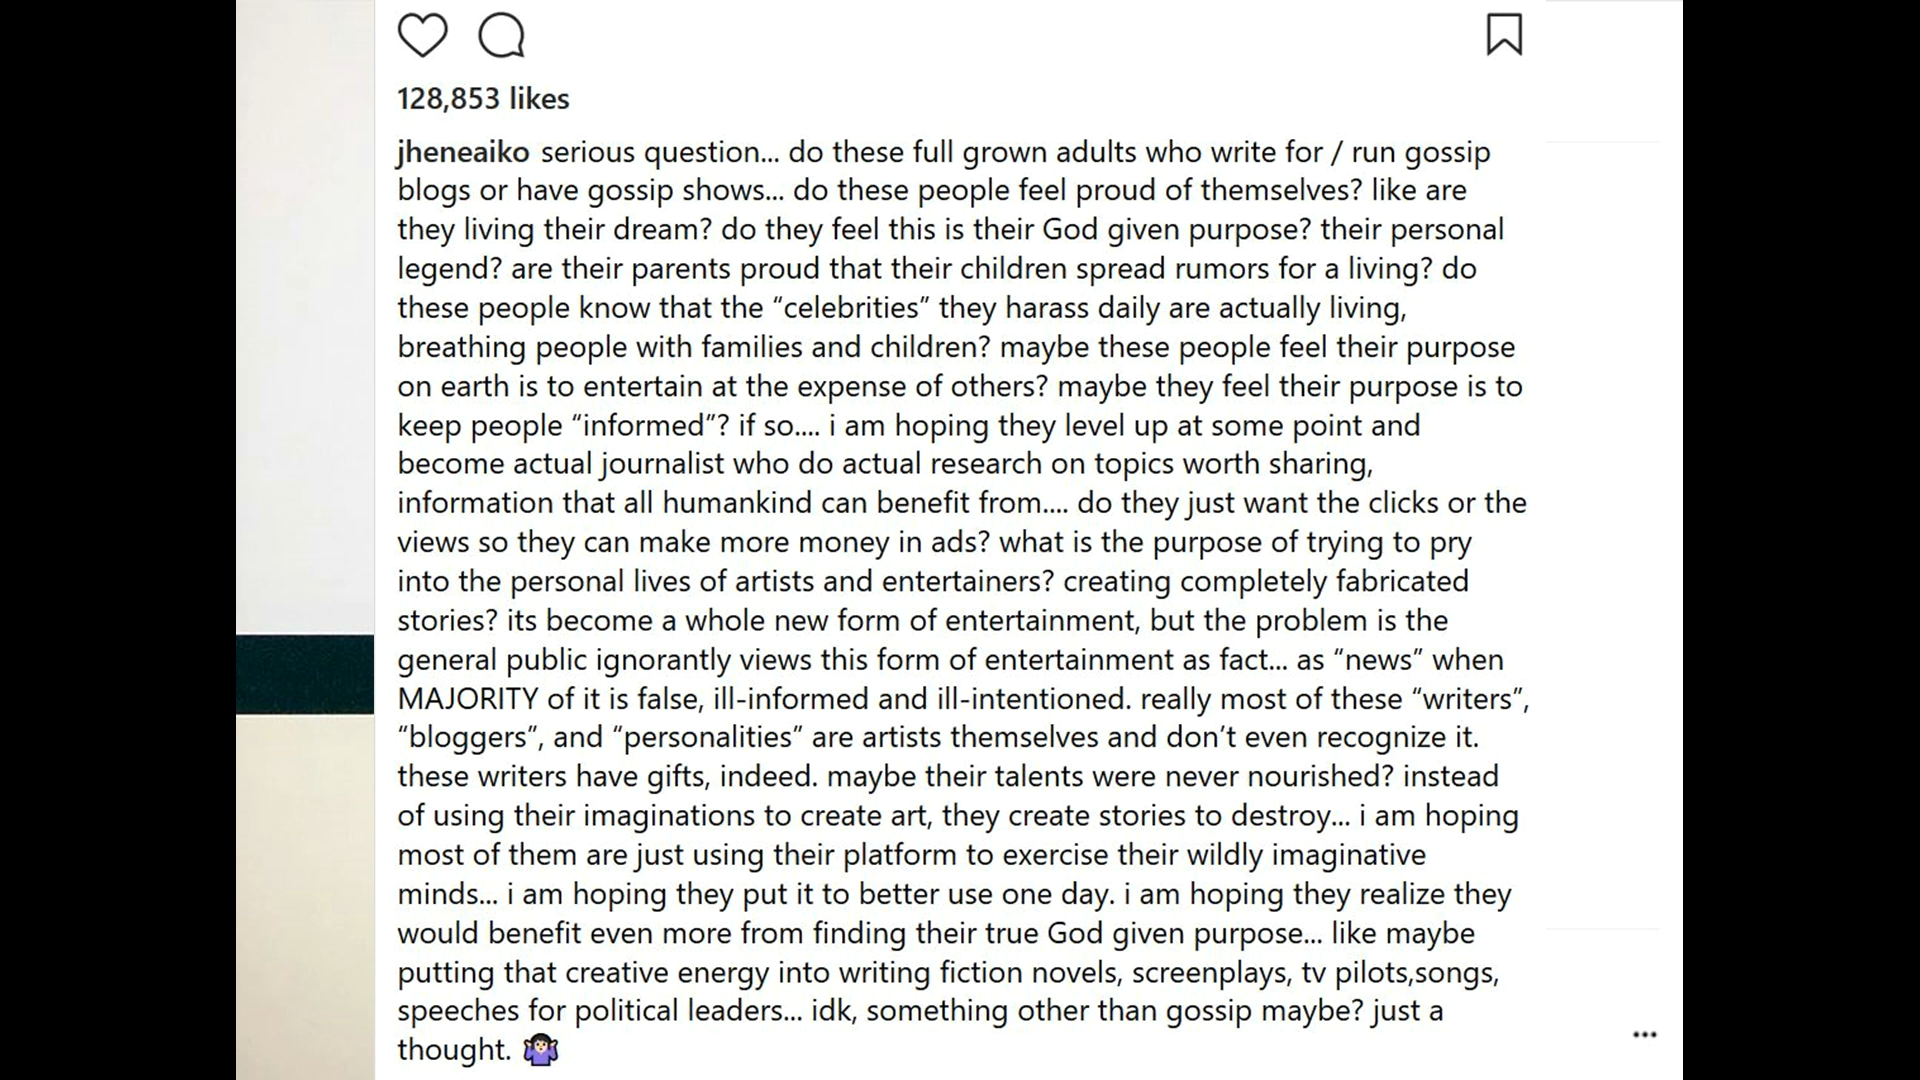 128,853 likes
jheneaiko serious question... do these full grown adults who write for / run gossip
blogs or have gossip shows... do these people feel proud of themselves? like are
they living their dream? do they feel this is their God given purpose? their personal
legend? are their parents proud that their children spread rumors for a living? do
these people know that the “celebrities” they harass daily are actually living,
breathing people with families and children? maybe these people feel their purpose
on earth is to entertain at the expense of others? maybe they feel their purpose is to
keep people “informed”? if so.... i am hoping they level up at some point and
become actual journalist who do actual research on topics worth sharing,
information that all humankind can benefit from.... do they just want the clicks or the
views so they can make more money in ads? what is the purpose of trying to pry
into the personal lives of artists and entertainers? creating completely fabricated
stories? its become a whole new form of entertainment, but the problem is the
general public ignorantly views this form of entertainment as fact... as “news” when
MAJORITY of it is false, ill-informed and ill-intentioned. really most of these “writers”,
“bloggers”, and “personalities” are artists themselves and don’t even recognize it.
these writers have gifts, indeed. maybe their talents were never nourished? instead
of using their imaginations to create art, they create stories to destroy... i am hoping
most of them are just using their platform to exercise their wildly imaginative
minds... i am hoping they put it to better use one day. i am hoping they realize they
would benefit even more from finding their true God given purpose... like maybe
putting that creative energy into writing fiction novels, screenplays, tv pilots,songs,
speeches for political leaders... idk, something other than gossip maybe? just a
thought. 🤷🏻‍♀️